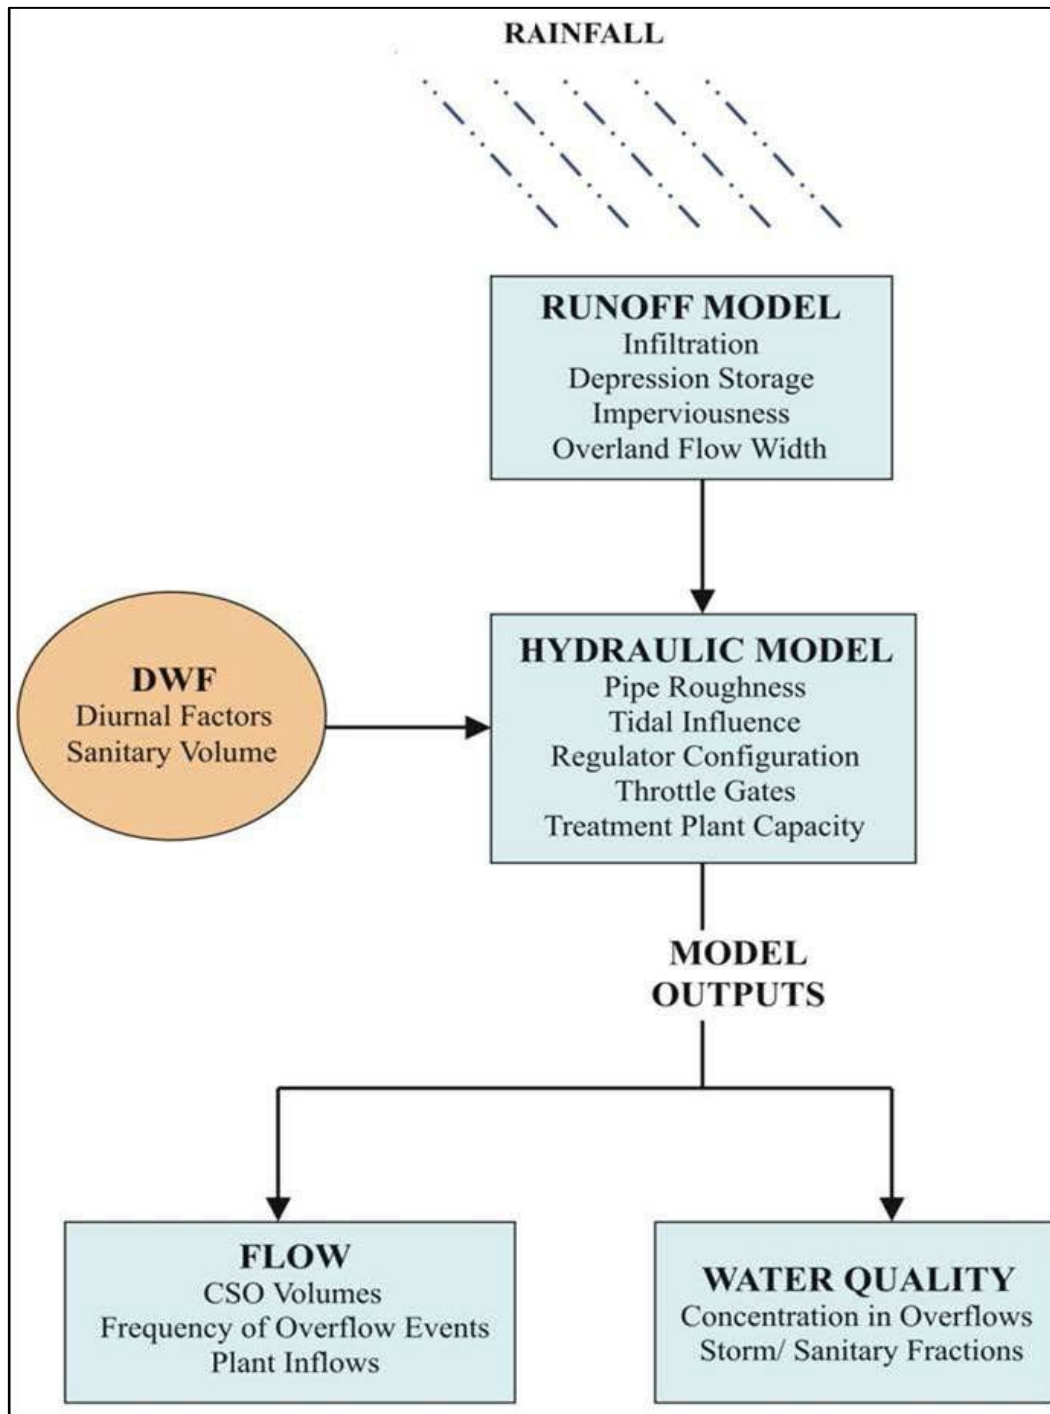 RAINFALL
RUNOFF MODEL
Infiltration
Depression Storage
Imperviousness
Overland Flow Width
DWF
Diurnal Factors
Sanitary Volume
HYDRAULIC MODEL
Pipe Roughness
Tidal Influence
Regulator Configuration
Throttle Gates
Treatment Plant Capacity
MODEL
OUTPUTS
FLOW
CSO Volumes
Frequency of Overflow Events
Plant Inflows
WATER QUALITY
Concentration in Overflows
Storm/ Sanitary Fractions